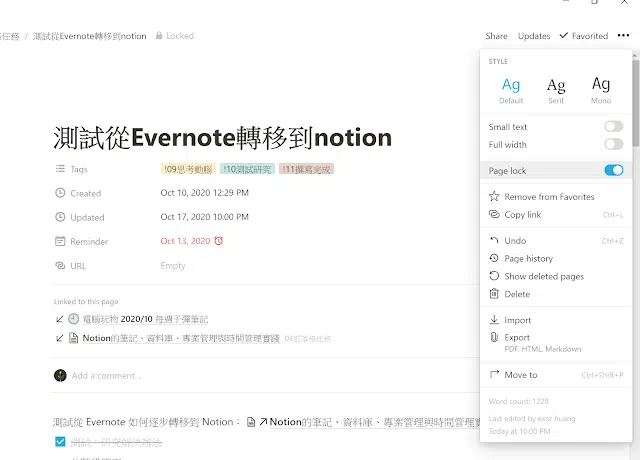 任務 / 測試從Evernote轉移到notion Locked
Share Updates Favorited
測試從Evernote轉移到notion
Tags !09思考動腦 !10測試研究 !11撰寫完成
Created Oct 10, 2020 12:29 PM
Updated Oct 17, 2020 10:00 PM
Reminder Oct 13, 2020
URL Empty
Linked to this page
電腦玩物 2020/10 每週子彈筆記
Notion的筆記、資料庫、專案管理與時間管理實踐 04部落格任務
Add a comment...
測試從 Evernote 如何逐步轉移到 Notion： Notion的筆記、資料庫、專案管理與時間管理實
測試、研究解決辦法
STYLE
Ag Ag Ag
Default Serif Mono
Small text
Full width
Page lock
Remove from Favorites
Copy link Ctrl+L
Undo Ctrl+Z
Page history
Show deleted pages
Delete
Import
Export
PDF, HTML, Markdown
Move to Ctrl+Shift+P
Word count: 1228
Last edited by esor huang
Today at 10:00 PM